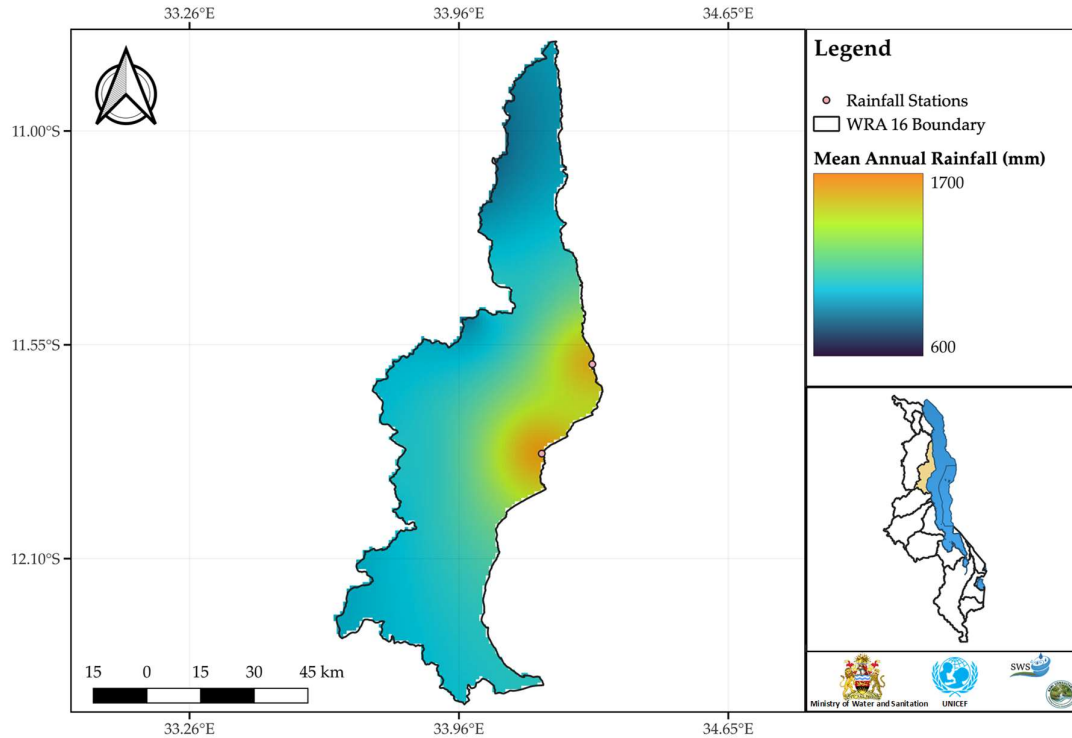 33.26°E 33.96°E 34.65°E
11.00°S
11.55°S
12.10°S
15 0 15 30 45 km
33.26°E 33.96°E 34.65°E
Legend
Rainfall Stations
WRA 16 Boundary
Mean Annual Rainfall (mm)
1700
600
SWS
Ministry of Water and Sanitation
UNICEF